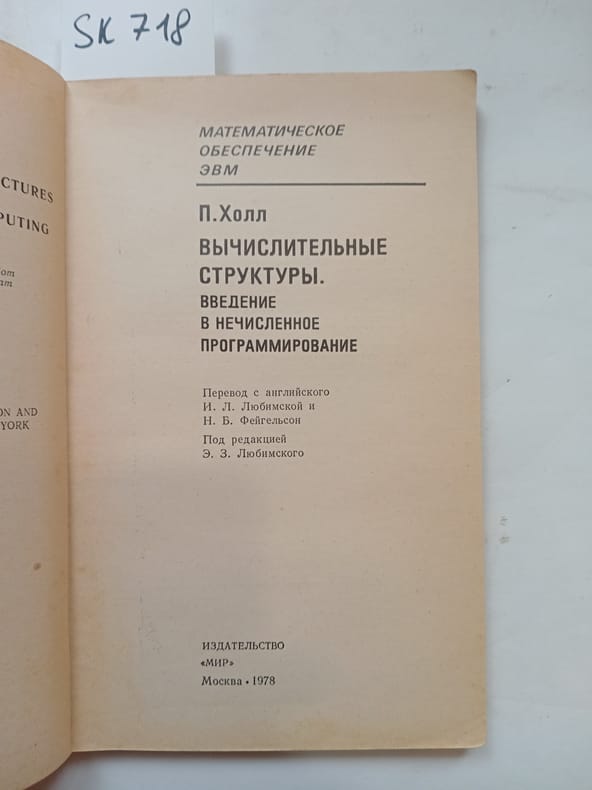 SK 718
CTURES
PUTING
ON AND
YORK
МАТЕМАТИЧЕСКОЕ
ОБЕСПЕЧЕНИЕ
ЭВМ
П.Холл
ВЫЧИСЛИТЕЛЬНЫЕ
СТРУКТУРЫ.
ВВЕДЕНИЕ
В НЕЧИСЛЕННОЕ
ПРОГРАММИРОВАНИЕ
Перевод с английского
И. Л. Любимской и
Н. Б. Фейгельсон
Под редакцией
Э. З. Любимского
ИЗДАТЕЛЬСТВО
«МИР»
Москва • 1978